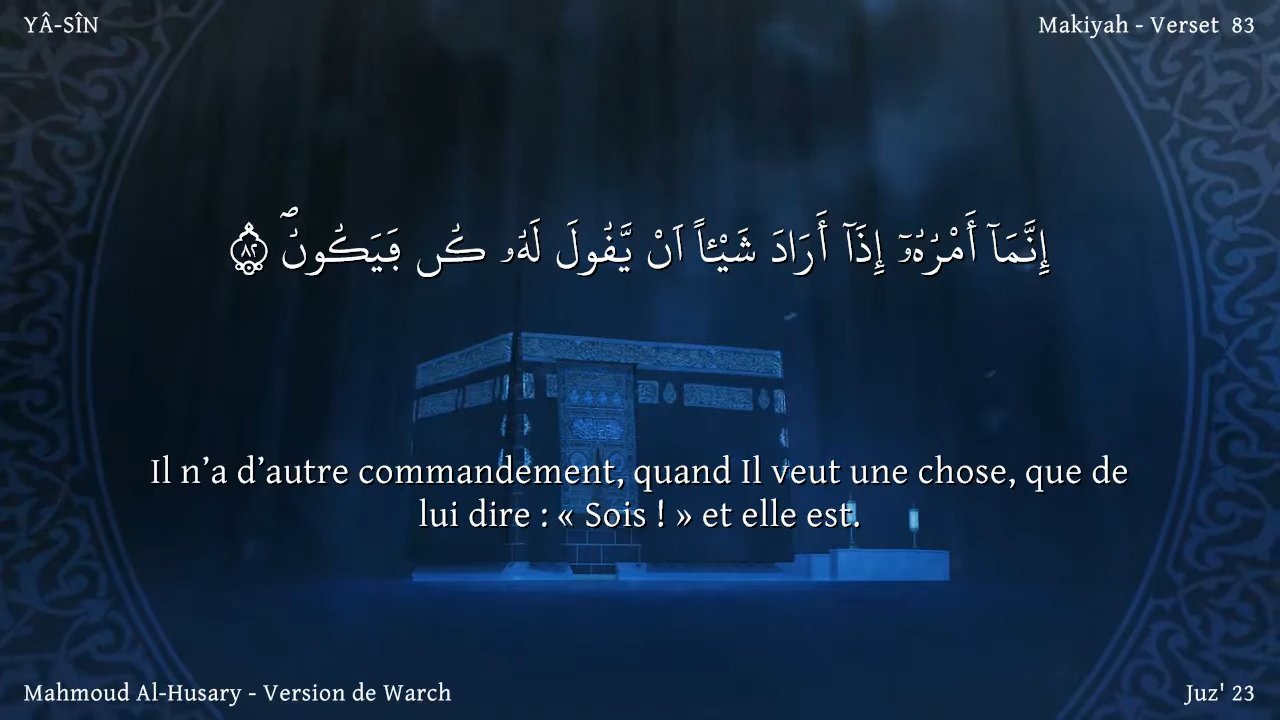 YÂ-SÎN
Makiyah - Verset 83
إِنَّمَآ أَمْرُهُۥٓ إِذَآ أَرَادَ شَيْـًٔا اَنْ يَّقُولَ لَهُۥ كُن فَيَكُونُۖ ٨٢
Il n’a d’autre commandement, quand Il veut une chose, que de
lui dire : « Sois ! » et elle est.
Mahmoud Al-Husary - Version de Warch
Juz' 23